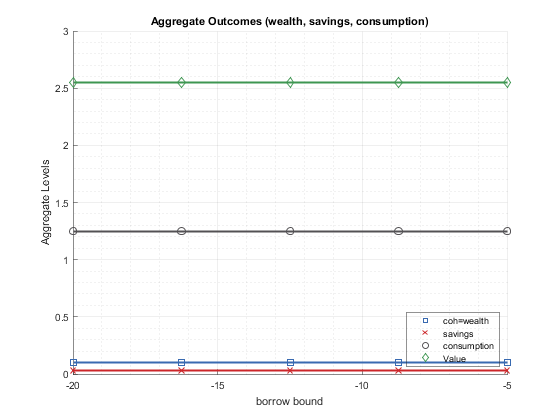 Aggregate Outcomes (wealth, savings, consumption)
3
2.5
2
1.5
1
0.5
0
Aggregate Levels
coh=wealth
savings
consumption
Value
-20
-15
-10
-5
borrow bound